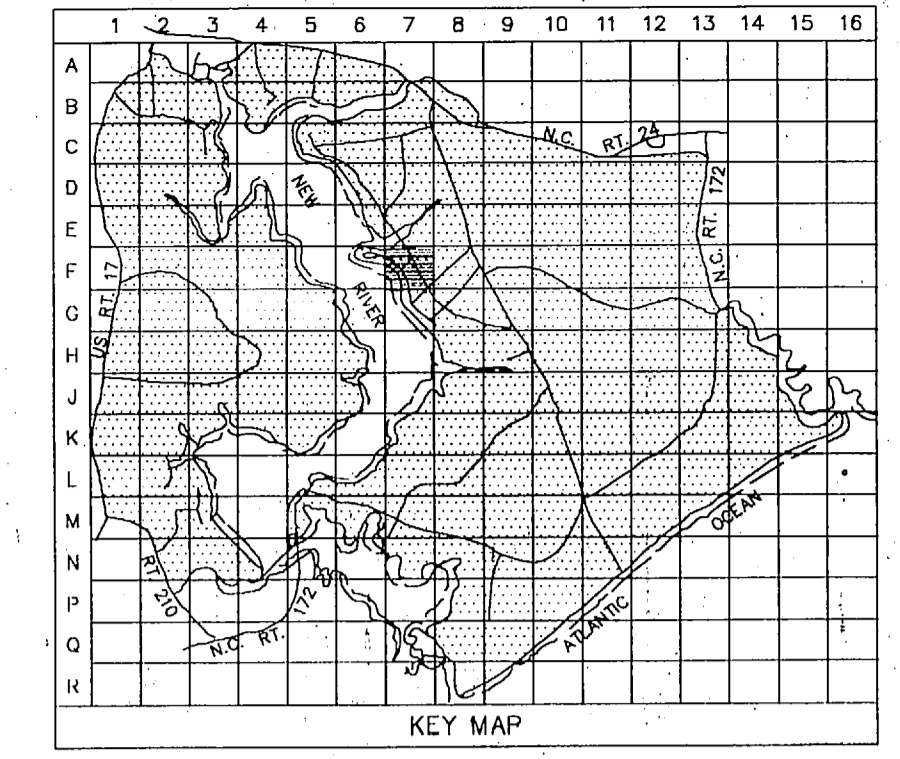 1 2 3 4 5 6 7 8 9 10 11 12 13 14 15 16
A
B
C
D
E
F
G
H
J
K
L
M
N
P
Q
R
N.C. RT. 24
N.C. RT. 172
NEW RIVER
US RT. 17
RT 210
N.C. RT. 172
ATLANTIC OCEAN
KEY MAP